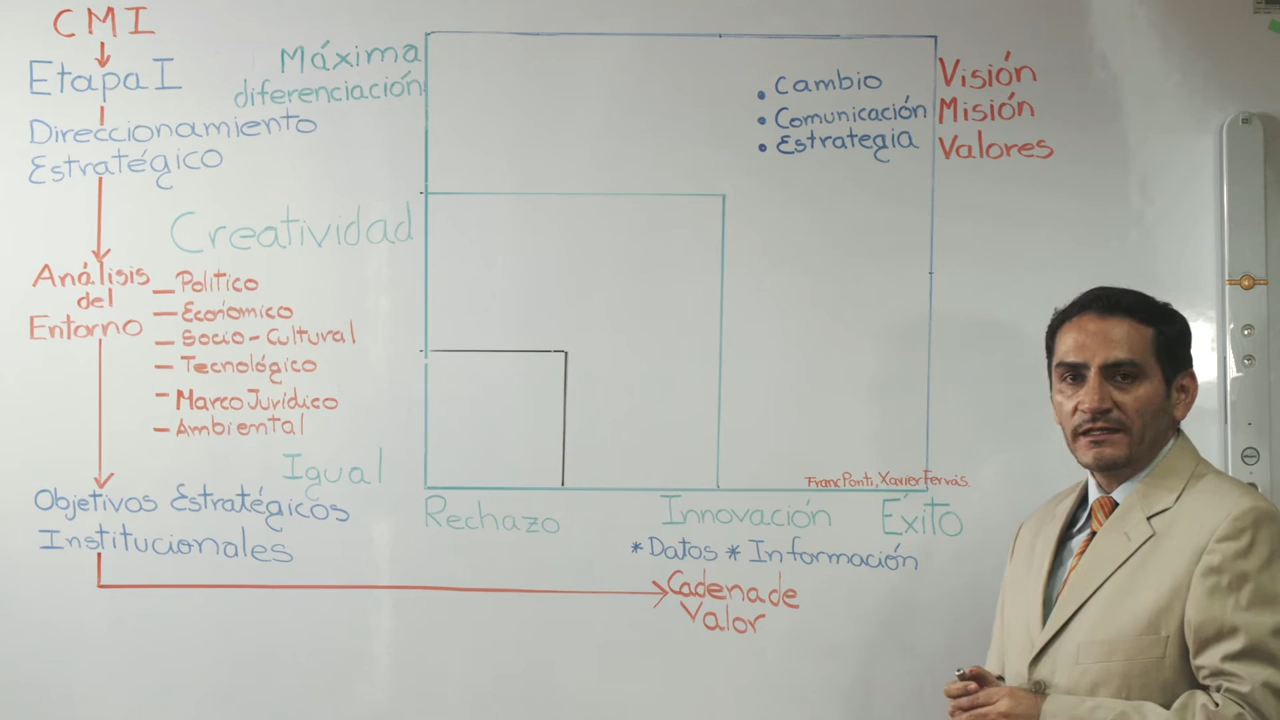 CMI
Etapa I
Direccionamiento
Estratégico
Análisis
del
Entorno
Político
Económico
Socio-Cultural
Tecnológico
Marco Jurídico
Ambiental
Objetivos Estratégicos
Institucionales
Cadena de
Valor
Máxima
diferenciación
Creatividad
Igual
Rechazo
Innovación
Éxito
*Datos *Información
• Cambio
• Comunicación
• Estrategia
Visión
Misión
Valores
Franc Ponti, Xavier Ferrás.